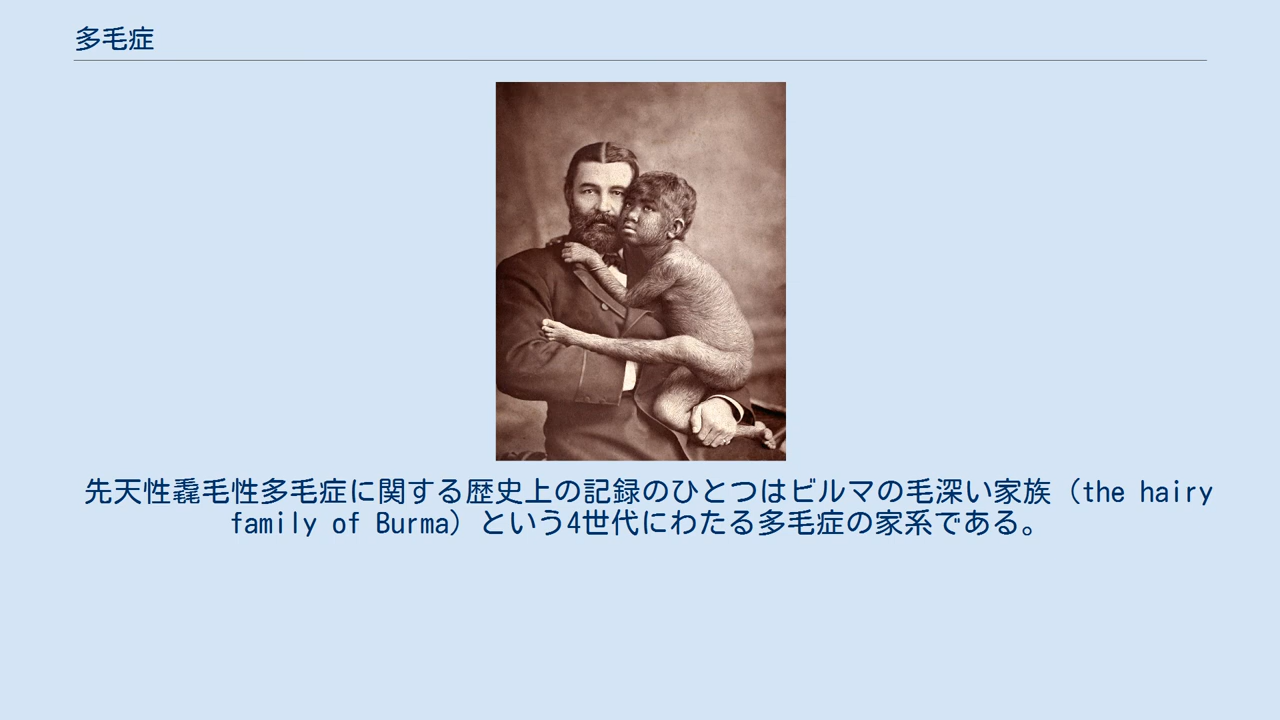 多毛症
先天性毳毛性多毛症に関する歴史上の記録のひとつはビルマの毛深い家族（the hairy
family of Burma）という4世代にわたる多毛症の家系である。